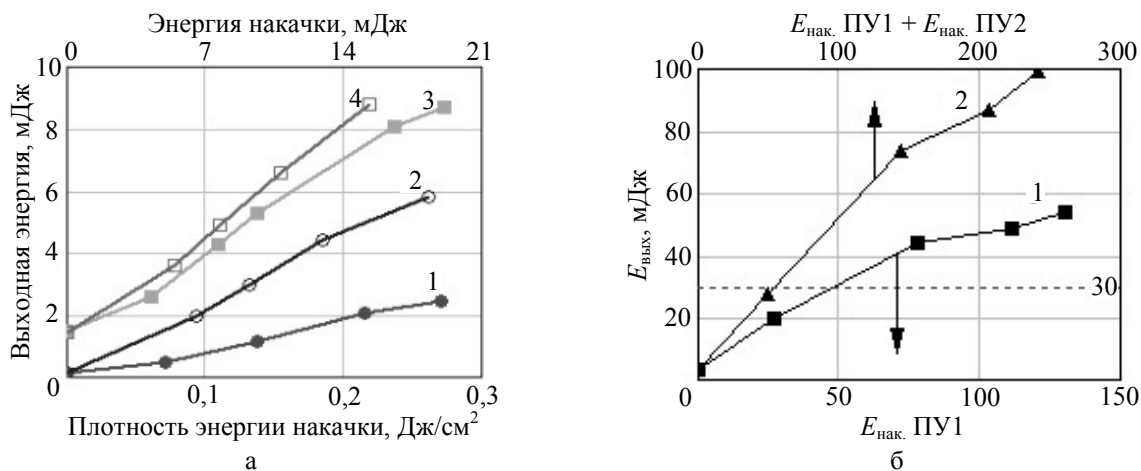 Энергия накачки, мДж
0 7 14 21
10
8
6
4
2
0
Выходная энергия, мДж
4 3
2
1
0,1 0,2 0,3
Плотность энергии накачки, Дж/см²
а
Eнак. ПУ1 + Eнак. ПУ2
0 100 200 300
100
80
60
40
20
0
Eвых, мДж
2
1
30
0 50 100 150
Eнак. ПУ1
б